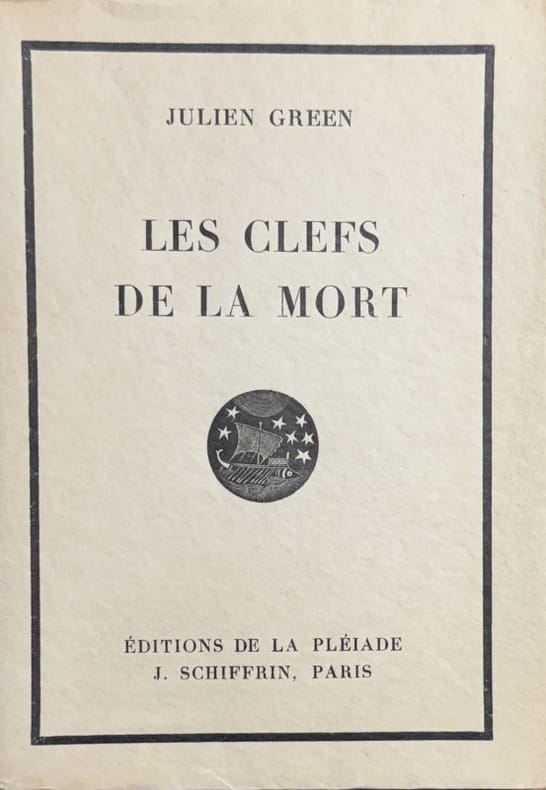 JULIEN GREEN
LES CLEFS
DE LA MORT
ÉDITIONS DE LA PLÉIADE
J. SCHIFFRIN, PARIS